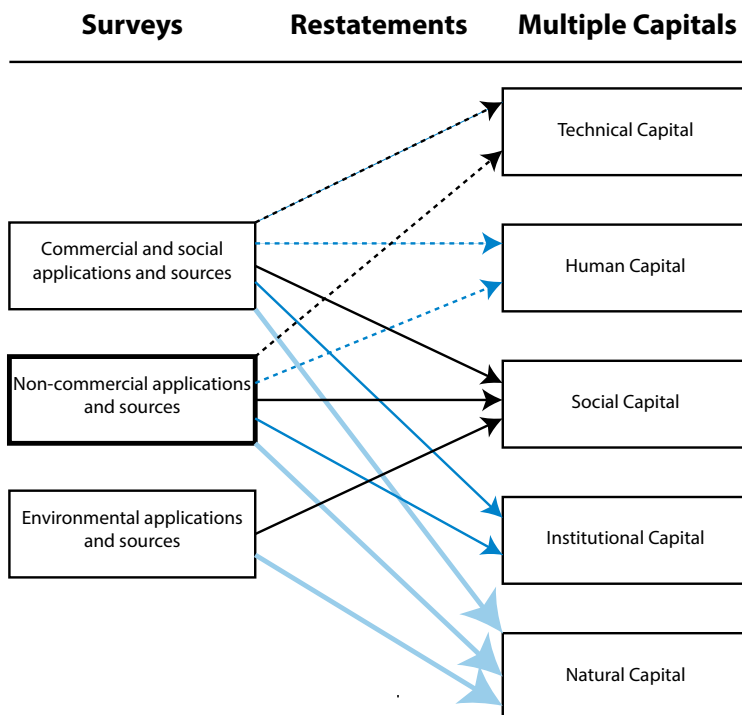 Surveys Restatements Multiple Capitals
Technical Capital
Commercial and social
applications and sources
Human Capital
Non-commercial applications
and sources
Social Capital
Environmental applications
and sources
Institutional Capital
Natural Capital